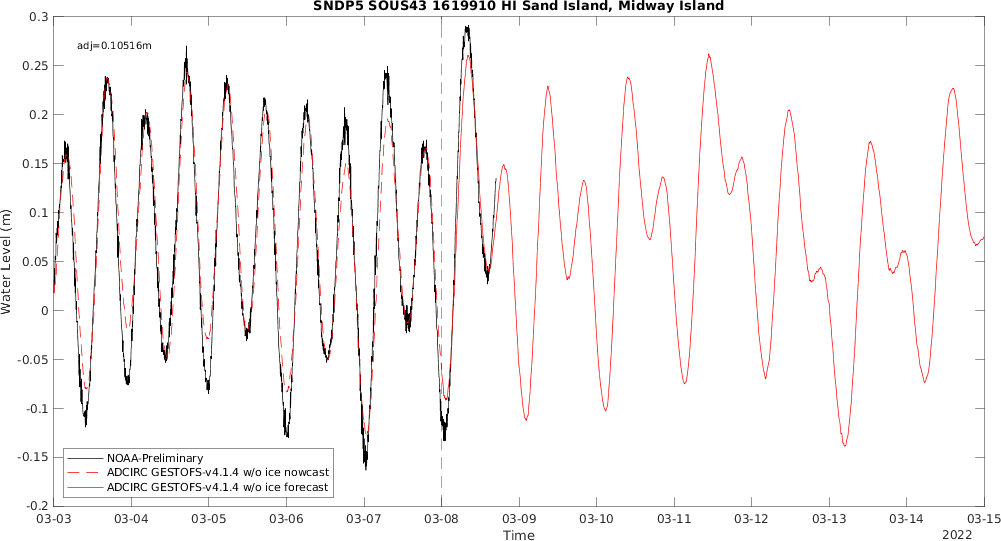 SNDP5 SOUS43 1619910 HI Sand Island, Midway Island
adj=0.10516m
0.3
0.25
0.2
0.15
0.1
0.05
0
-0.05
-0.1
-0.15
-0.2
Water Level (m)
NOAA-Preliminary
ADCIRC GESTOFS-v4.1.4 w/o ice nowcast
ADCIRC GESTOFS-v4.1.4 w/o ice forecast
03-03 03-04 03-05 03-06 03-07 03-08 03-09 03-10 03-11 03-12 03-13 03-14 03-15
Time
2022